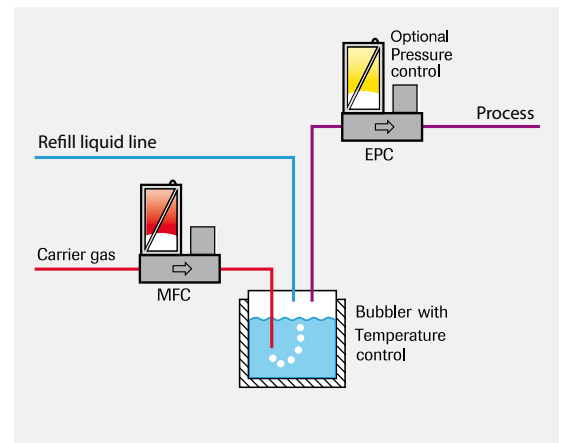 Optional
Pressure
control
Process
EPC
Refill liquid line
Carrier gas
MFC
Bubbler with
Temperature
control